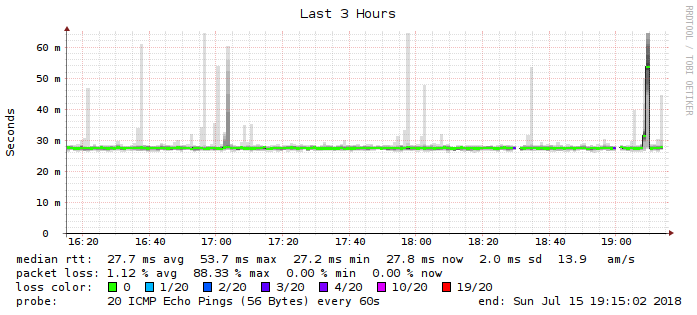 Last 3 Hours
RRDTOOL / TOBI OETIKER
Seconds
60 m
50 m
40 m
30 m
20 m
10 m
0
16:20 16:40 17:00 17:20 17:40 18:00 18:20 18:40 19:00
median rtt: 27.7 ms avg 53.7 ms max 27.2 ms min 27.8 ms now 2.0 ms sd 13.9 am/s
packet loss: 1.12 % avg 88.33 % max 0.00 % min 0.00 % now
loss color: 0 1/20 2/20 3/20 4/20 10/20 19/20
probe: 20 ICMP Echo Pings (56 Bytes) every 60s end: Sun Jul 15 19:15:02 2018